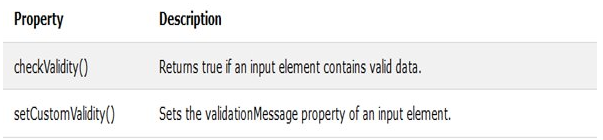 Property Description
checkValidity() Returns true if an input element contains valid data.
setCustomValidity() Sets the validationMessage property of an input element.